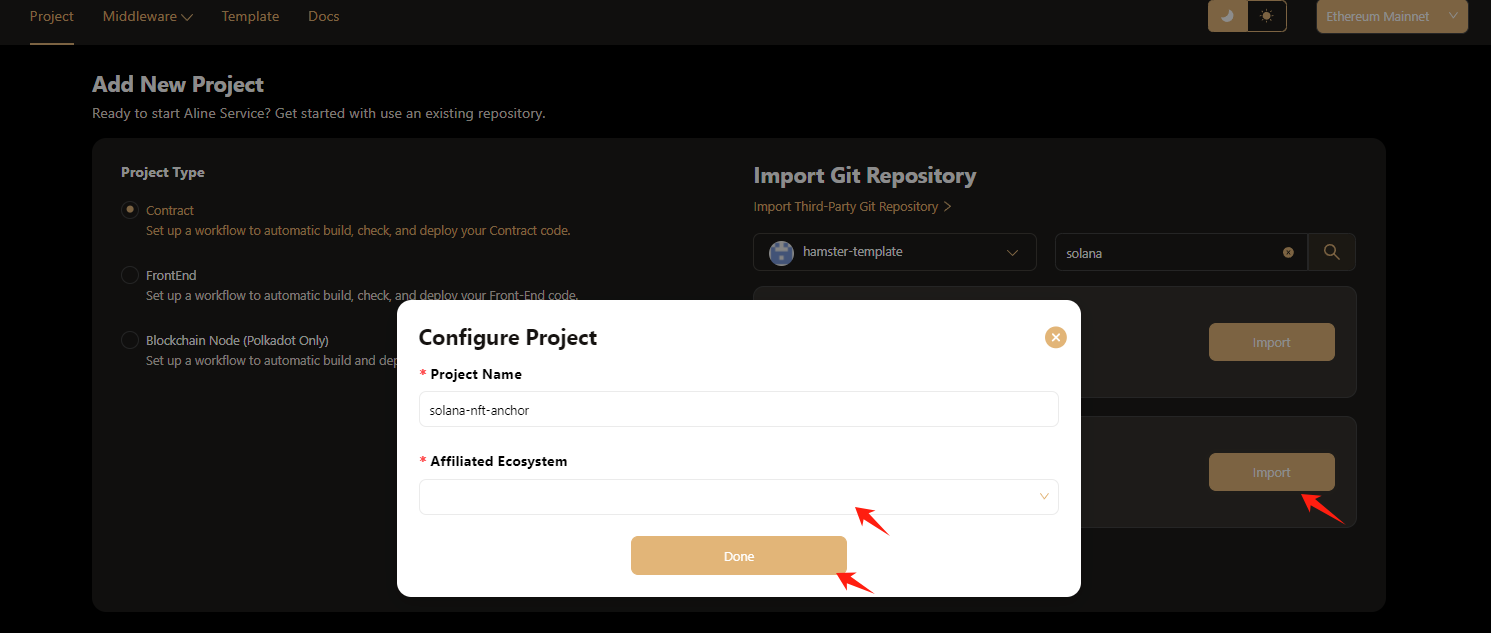 Project Middleware Template Docs Ethereum Mainnet
Add New Project
Ready to start Aline Service? Get started with use an existing repository.
Project Type
Contract
Set up a workflow to automatic build, check, and deploy your Contract code.
FrontEnd
Set up a workflow to automatic build, check, and deploy your Front-End code.
Blockchain Node (Polkadot Only)
Set up a workflow to automatic build and
Import Git Repository
Import Third-Party Git Repository >
hamster-template
solana
Import
Import
Configure Project
* Project Name
solana-nft-anchor
* Affiliated Ecosystem
Done